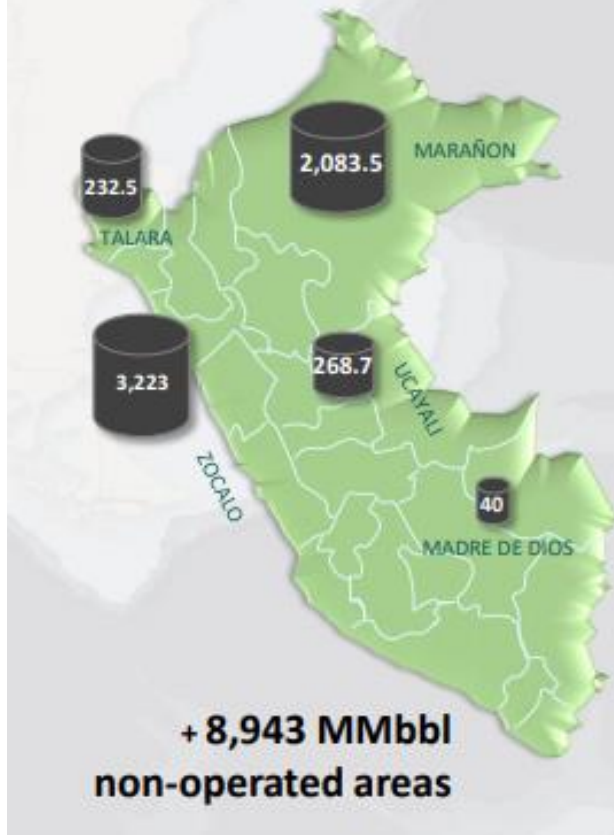 2,083.5
MARAÑON
232.5
TALARA
3,223
268.7
UCAYALI
ZOCALO
40
MADRE DE DIOS
+ 8,943 MMbbl
non-operated areas